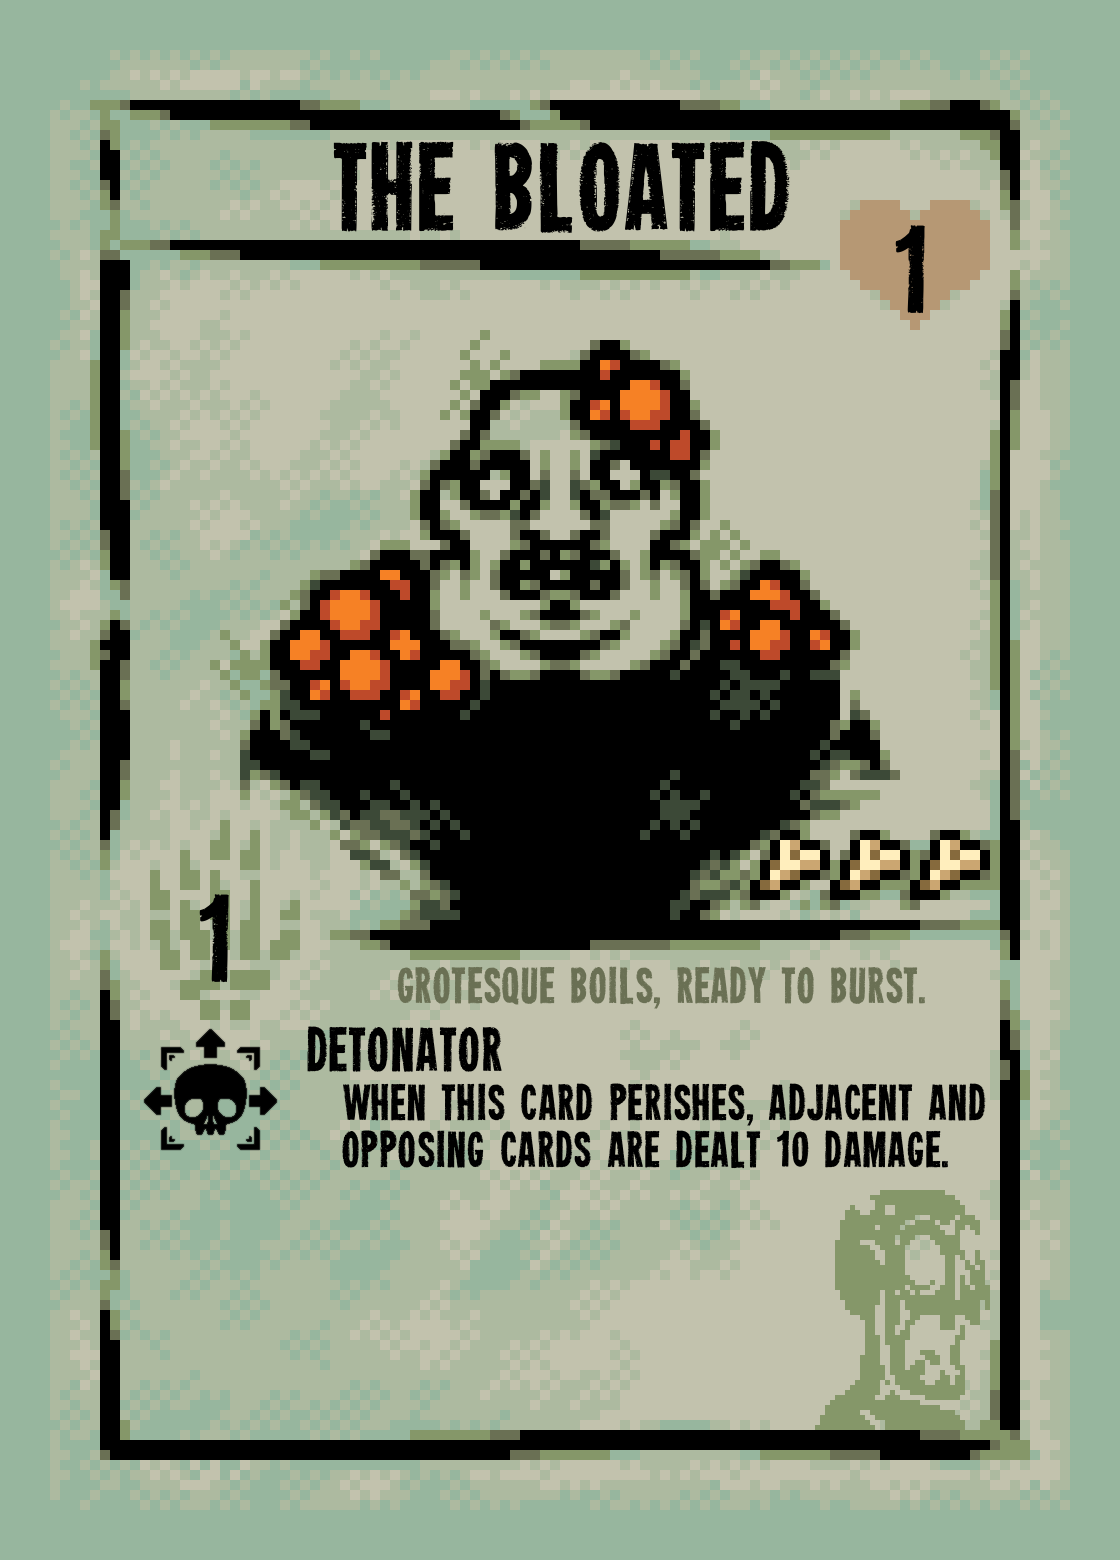 THE BLOATED
1
1
GROTESQUE BOILS, READY TO BURST.
DETONATOR
WHEN THIS CARD PERISHES, ADJACENT AND
OPPOSING CARDS ARE DEALT 10 DAMAGE.